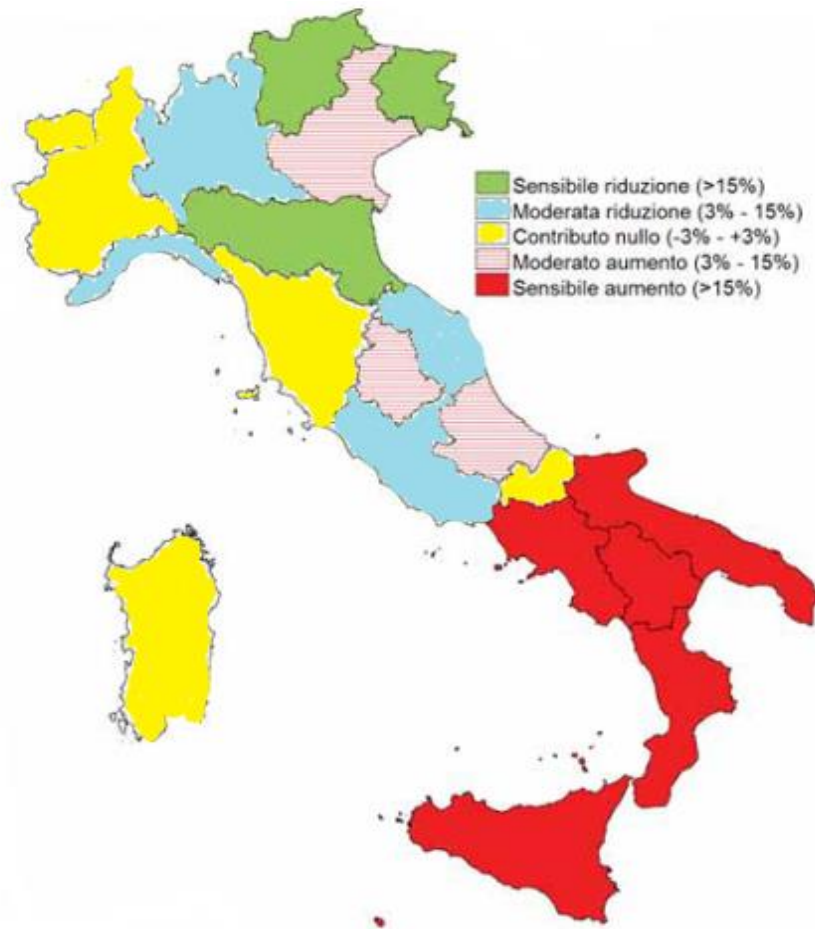 Sensibile riduzione (>15%)
Moderata riduzione (3% - 15%)
Contributo nullo (-3% - +3%)
Moderato aumento (3% - 15%)
Sensibile aumento (>15%)